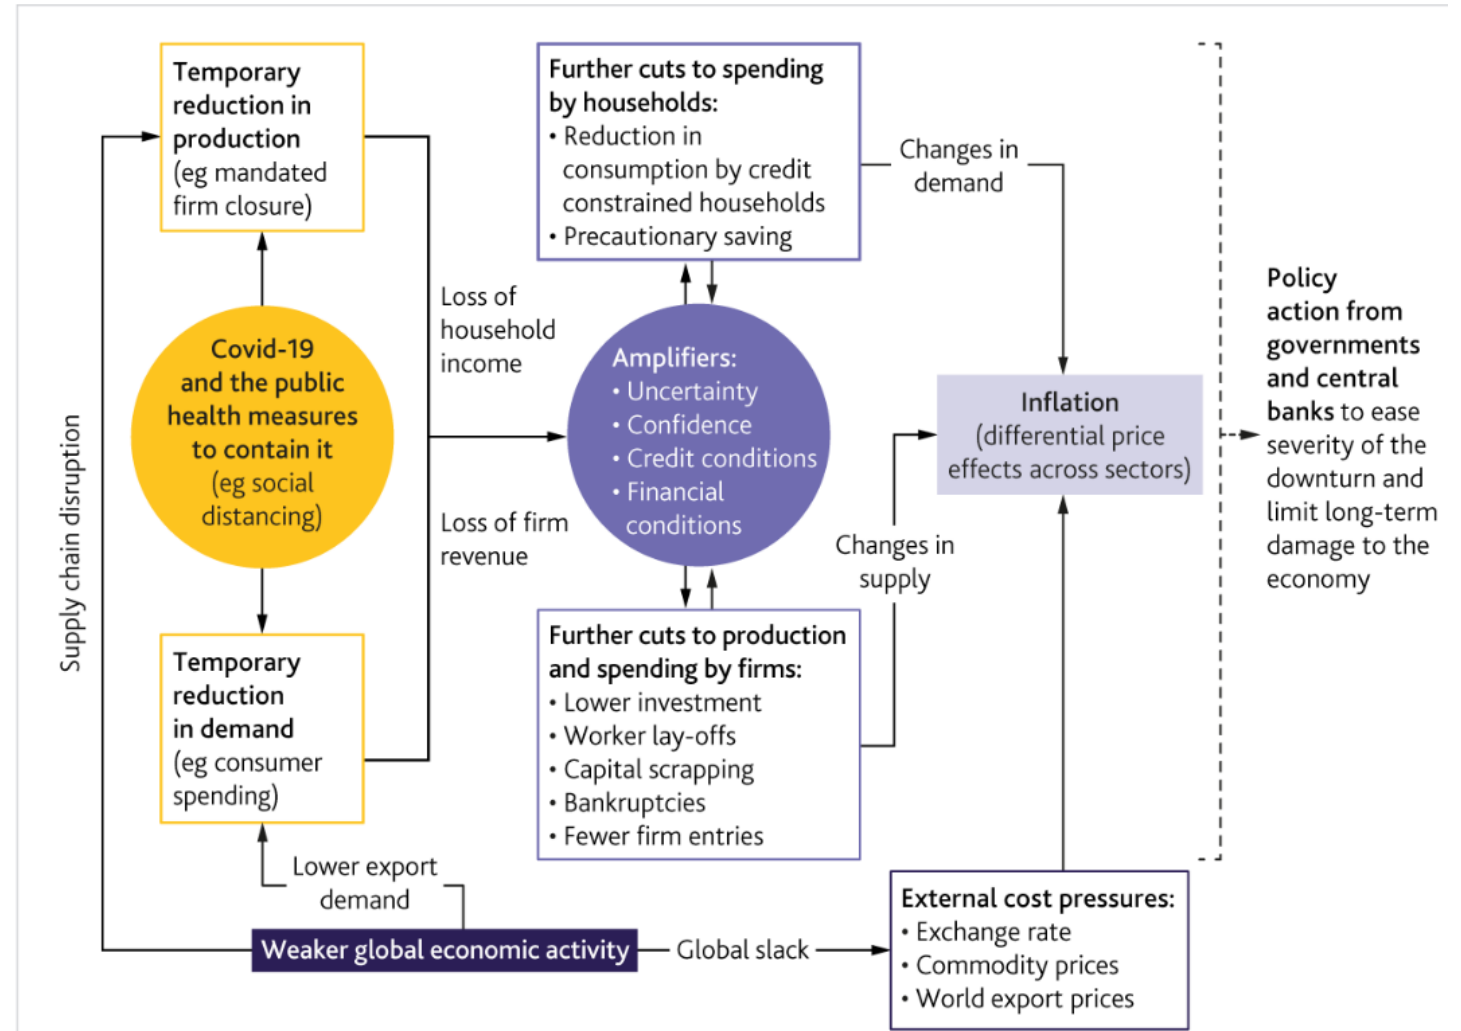 Temporary
reduction in
production
(eg mandated
firm closure)
Further cuts to spending
by households:
• Reduction in
consumption by credit
constrained households
• Precautionary saving
Changes in
demand
Covid-19
and the public
health measures
to contain it
(eg social
distancing)
Loss of
household
income
Loss of firm
revenue
Amplifiers:
• Uncertainty
• Confidence
• Credit conditions
• Financial
conditions
Inflation
(differential price
effects across sectors)
Policy
action from
governments
and central
banks to ease
severity of the
downturn and
limit long-term
damage to the
economy
Supply chain disruption
Changes in
supply
Temporary
reduction
in demand
(eg consumer
spending)
Further cuts to production
and spending by firms:
• Lower investment
• Worker lay-offs
• Capital scrapping
• Bankruptcies
• Fewer firm entries
Lower export
demand
Weaker global economic activity
Global slack
External cost pressures:
• Exchange rate
• Commodity prices
• World export prices